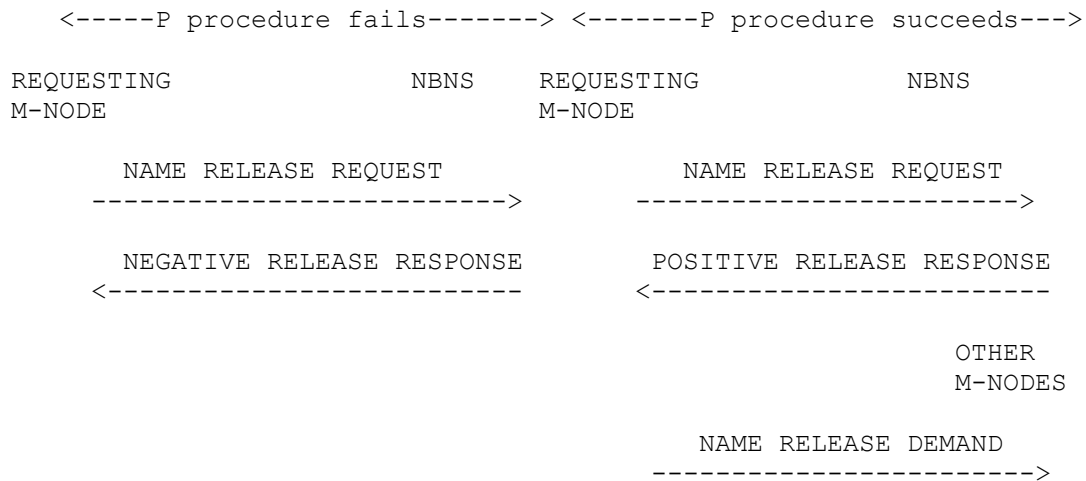 <-----P procedure fails-------> <-------P procedure succeeds--->
REQUESTING                 NBNS    REQUESTING             NBNS
M-NODE                           M-NODE
NAME RELEASE REQUEST               NAME RELEASE REQUEST
-------------------------->       ------------------------>
NEGATIVE RELEASE RESPONSE        POSITIVE RELEASE RESPONSE
<--------------------------       <-------------------------
OTHER
M-NODES
NAME RELEASE DEMAND
------------------------>